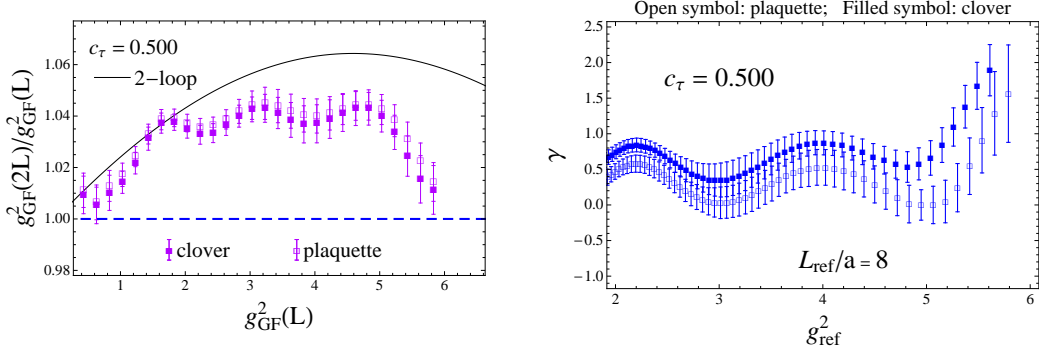 Open symbol: plaquette; Filled symbol: clover
c_τ = 0.500
2−loop
g²_GF(2L)/g²_GF(L)
1.06
1.04
1.02
1.00
0.98
clover
plaquette
1 2 3 4 5 6
g²_GF(L)
c_τ = 0.500
γ
2.5
2.0
1.5
1.0
0.5
0.0
−0.5
−1.0
L_ref/a = 8
2 3 4 5 6
g²_ref